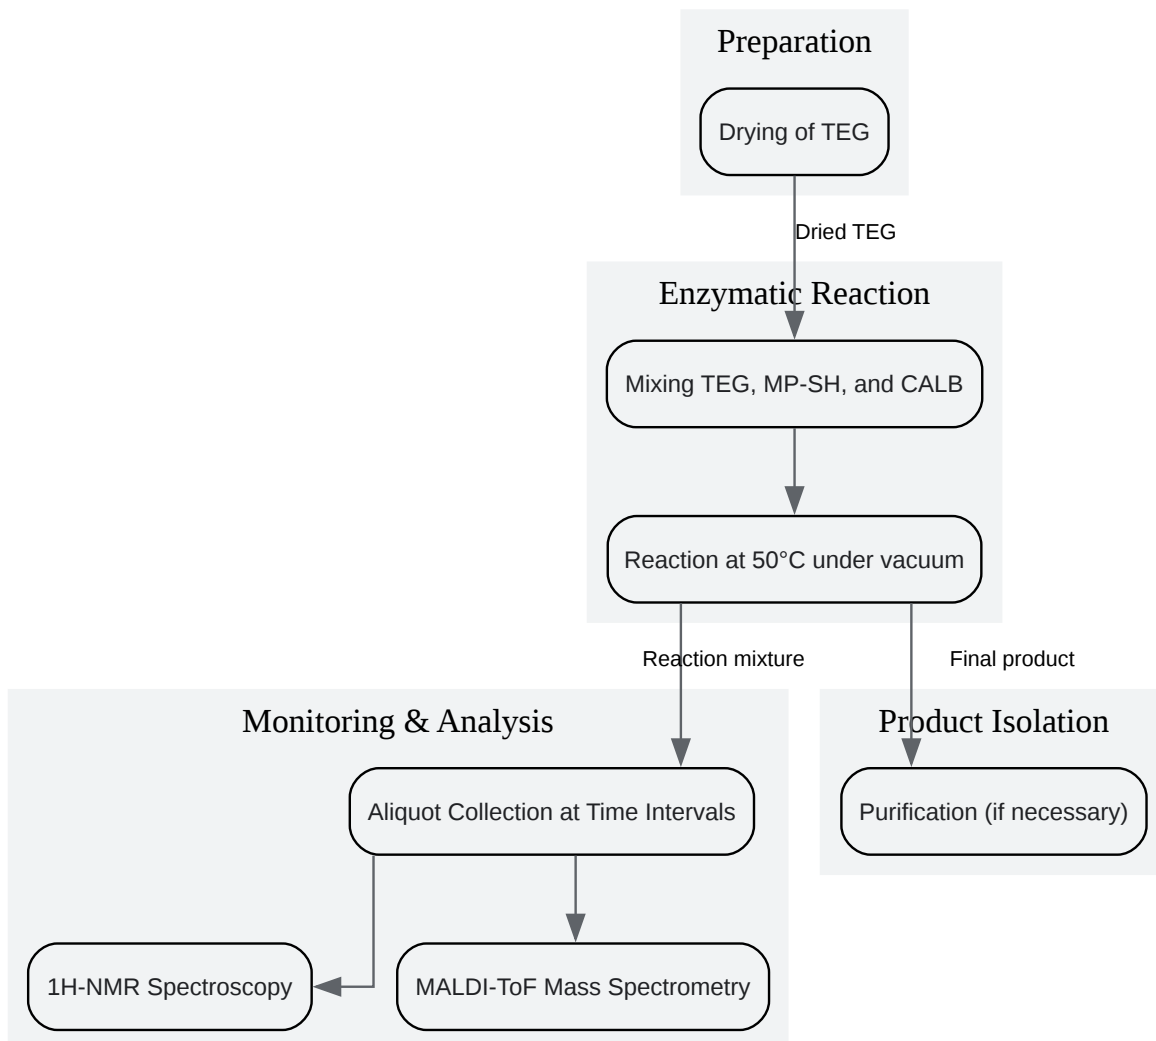 Preparation
Drying of TEG
Dried TEG
Enzymatic Reaction
Mixing TEG, MP-SH, and CALB
Reaction at 50°C under vacuum
Reaction mixture
Final product
Monitoring & Analysis
Product Isolation
Aliquot Collection at Time Intervals
Purification (if necessary)
1H-NMR Spectroscopy
MALDI-ToF Mass Spectrometry